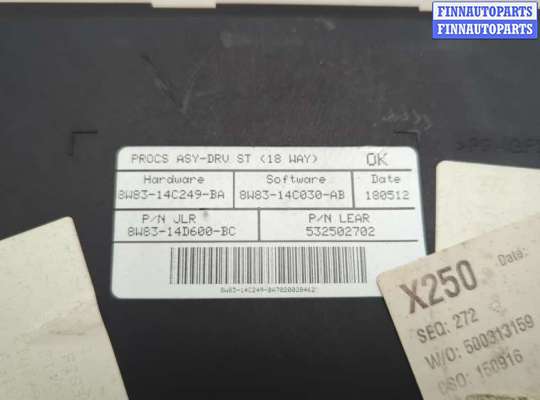 FINNAUTOPARTS
FINNAUTOPARTS
PROCS ASY-DRV ST (18 WAY) OK
Hardware Software Date
8W83-14C249-BA 8W83-14C030-AB 180512
P/N JLR P/N LEAR
8W83-14D600-BC 532502702
X250 Date:
SEQ: 272
W/O: 500313159
150916